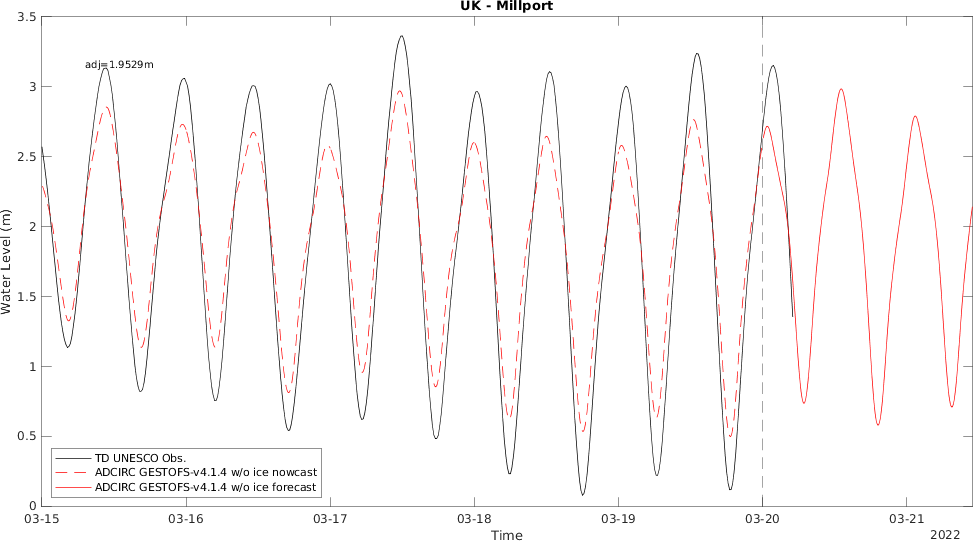 UK - Millport
adj=1.9529m
3.5
3
2.5
2
1.5
1
0.5
0
Water Level (m)
TD UNESCO Obs.
ADCIRC GESTOFS-v4.1.4 w/o ice nowcast
ADCIRC GESTOFS-v4.1.4 w/o ice forecast
03-15 03-16 03-17 03-18 03-19 03-20 03-21
Time
2022